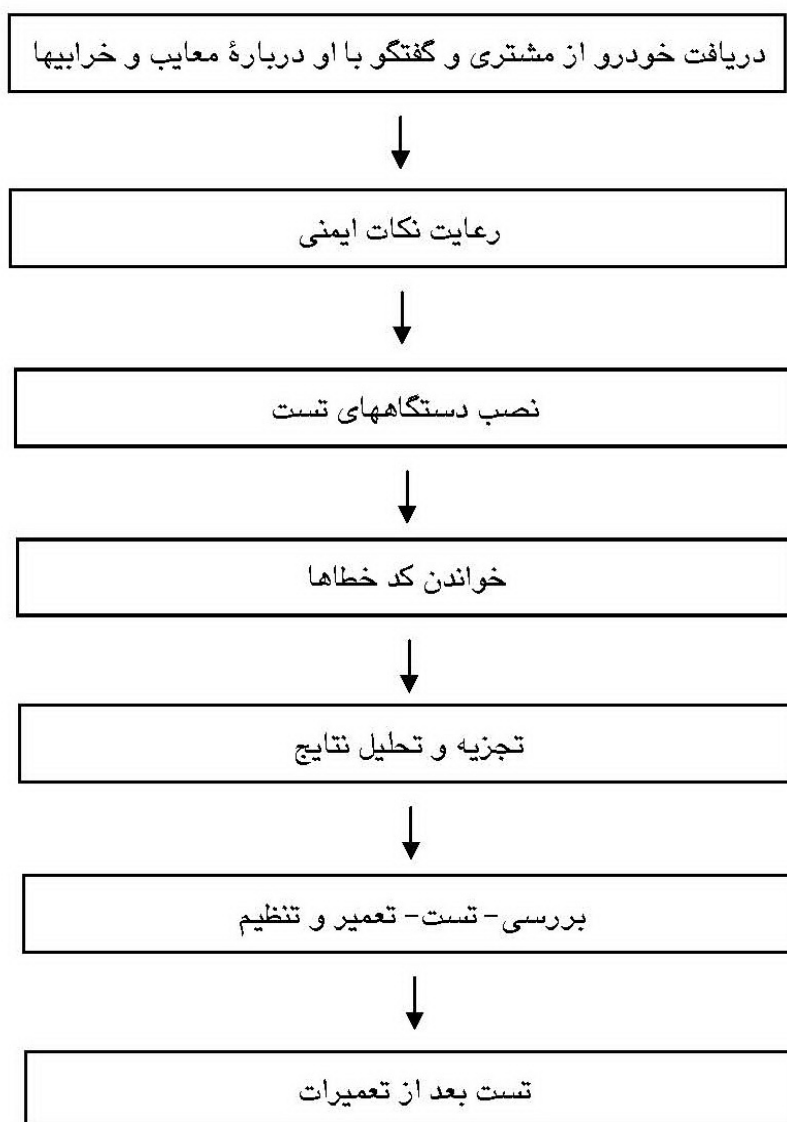 دریافت خودرو از مشتری و گفتگو با او دربارهٔ معایب و خرابیها
رعایت نکات ایمنی
نصب دستگاههای تست
خواندن کد خطاها
تجزیه و تحلیل نتایج
بررسی- تست- تعمیر و تنظیم
تست بعد از تعمیرات